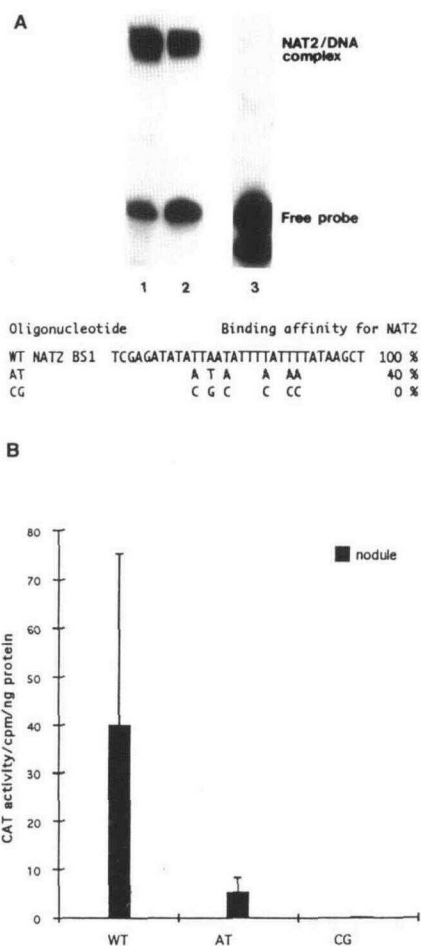 A
NAT2/DNA
complex
Free probe
1 2 3
Oligonucleotide Binding affinity for NAT2
WT NAT2 BS1 TCGAGATATATTAATATTTTATTTTATAAGCT 100 %
AT A T A A AA 40 %
CG C G C C CC 0 %
B
80
70
60
50
40
30
20
10
0
CAT activity/cpm/ng protein
nodule
WT AT CG